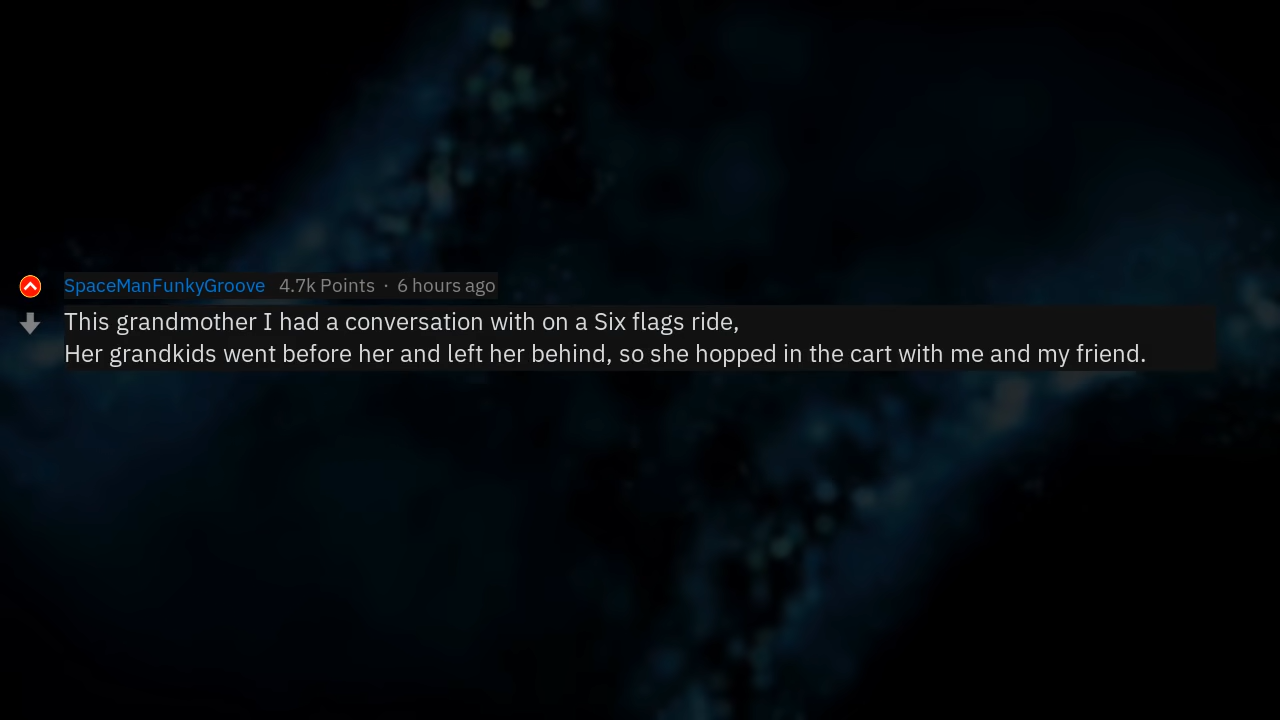 SpaceManFunkyGroove 4.7k Points · 6 hours ago
This grandmother I had a conversation with on a Six flags ride,
Her grandkids went before her and left her behind, so she hopped in the cart with me and my friend.